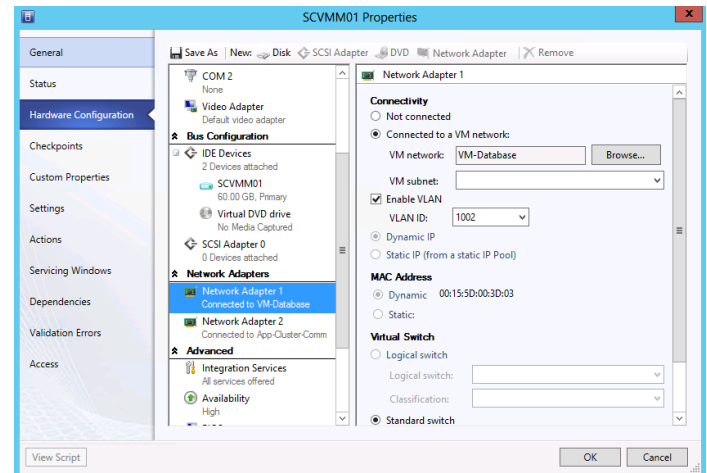 SCVMM01 Properties
x
General
Status
Hardware Configuration
Checkpoints
Custom Properties
Settings
Actions
Servicing Windows
Dependencies
Validation Errors
Access
Save As New: Disk SCSI Adapter DVD Network Adapter Remove
COM 2
None
Video Adapter
Default video adapter
Bus Configuration
IDE Devices
2 Devices attached
SCVMM01
60.00 GB, Primary
Virtual DVD drive
No Media Captured
SCSI Adapter 0
0 Devices attached
Network Adapters
Network Adapter 1
Connected to VM-Database
Network Adapter 2
Connected to App-Cluster-Comm
Advanced
Integration Services
All services offered
Availability
High
Network Adapter 1
Connectivity
Not connected
Connected to a VM network:
VM network: VM-Database Browse...
VM subnet:
Enable VLAN
VLAN ID: 1002
Dynamic IP
Static IP (from a static IP Pool)
MAC Address
Dynamic 00:15:5D:00:3D:03
Static:
Virtual Switch
Logical switch
Logical switch:
Classification:
Standard switch
View Script
OK Cancel